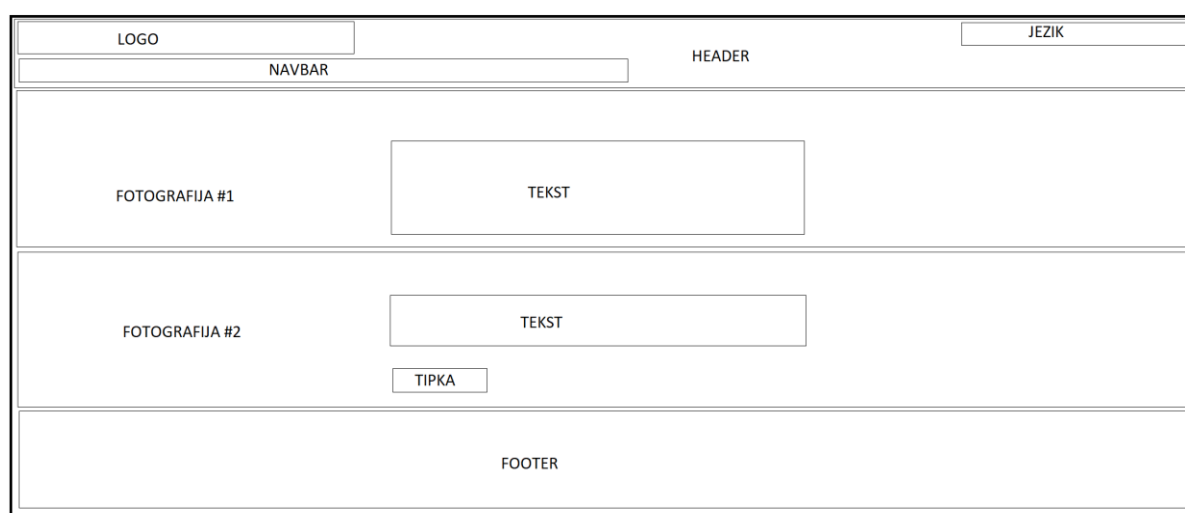 LOGO
JEZIK
HEADER
NAVBAR
FOTOGRAFIJA #1
TEKST
FOTOGRAFIJA #2
TEKST
TIPKA
FOOTER